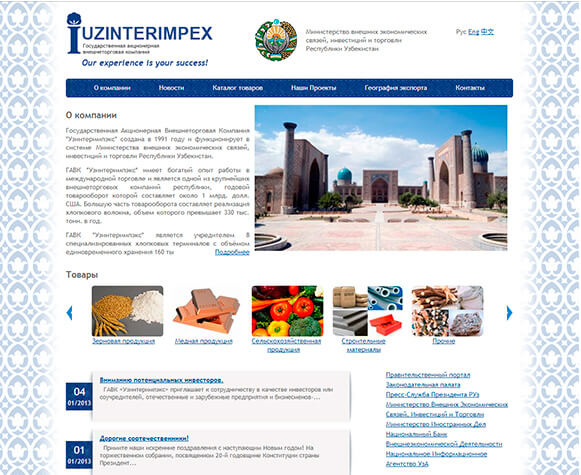 UZINTERIMPEX
Государственная акционерная
внешнеторговая компания
Our experience is your success!
Министерство внешних экономических
связей, инвестиций и торговли
Республики Узбекистан
Рус Eng 中文
О компании Новости Каталог товаров Наши Проекты География экспорта Контакты
О компании
Государственная Акционерная Внешнеторговая Компания
"Узинтеримпэкс" создана в 1991 году и функционирует в
системе Министерства внешних экономических связей,
инвестиций и торговли Республики Узбекистан.
ГАВК "Узинтеримпэкс" имеет богатый опыт работы в
международной торговле и является одной из крупнейших
внешнеторговых компаний республики, годовой
товарооборот которой составляет около 1 млрд. долл.
США. Большую часть товарооборота составляет реализация
хлопкового волокна, объем которого превышает 330 тыс.
тонн. в год.
ГАВК "Узинтеримпэкс" является учредителем 8
специализированных хлопковых терминалов с объёмом
единовременного хранения 160 ты Подробнее
Товары
Зерновая продукция
Медная продукция
Сельскохозяйственная
продукция
Строительные
материалы
Прочие
04
01/2013
Вниманию потенциальных инвесторов.
ГАВК «Узинтеримпэкс» приглашает к сотрудничеству в качестве инвесторов или
соучредителей, отечественные и зарубежные предприятия и бизнесменов-...
01
01/2013
Дорогие соотечественники!
Примите наши искренние поздравления с наступающим Новым годом! На
торжественном собрании, посвященном 20-й годовщине Конституции страны
Президент...
Правительственный портал
Законодательная палата
Пресс-Служба Президента РУз
Министерство Внешних Экономических
Связей, Инвестиций и Торговли
Министерство Иностранных Дел
Национальный Банк
Внешнеэкономической Деятельности
Национальное Информационное
Агентство УзА